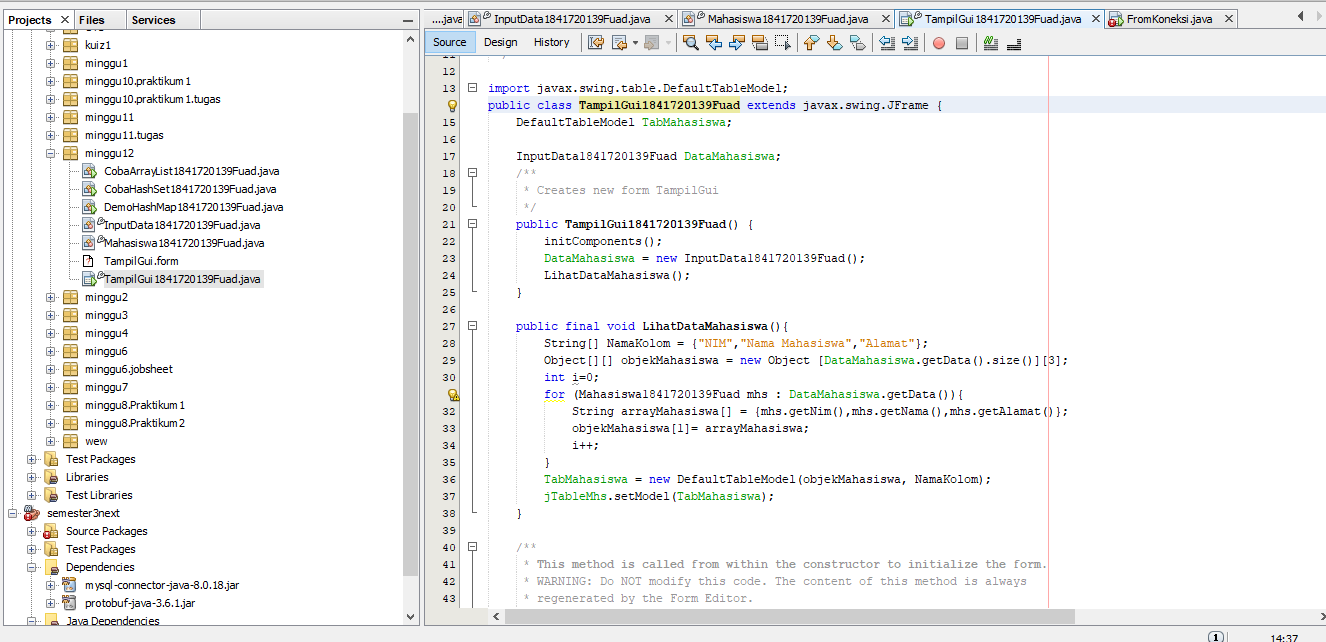 Projects Files Services
kuiz1
minggu1
minggu10.praktikum1
minggu10.praktikum1.tugas
minggu11
minggu11.tugas
minggu12
CobaArrayList1841720139Fuad.java
CobaHashSet1841720139Fuad.java
DemoHashMap1841720139Fuad.java
InputData1841720139Fuad.java
Mahasiswa1841720139Fuad.java
TampilGui.form
TampilGui1841720139Fuad.java
minggu2
minggu3
minggu4
minggu6
minggu6.jobsheet
minggu7
minggu8.Praktikum1
minggu8.Praktikum2
wew
Test Packages
Libraries
Test Libraries
semester3next
Source Packages
Test Packages
Dependencies
mysql-connector-java-8.0.18.jar
protobuf-java-3.6.1.jar
Java Dependencies
....java InputData1841720139Fuad.java Mahasiswa1841720139Fuad.java TampilGui1841720139Fuad.java FromKoneksi.java
Source Design History
11 */
12
13 import javax.swing.table.DefaultTableModel;
public class TampilGui1841720139Fuad extends javax.swing.JFrame {
15 DefaultTableModel TabMahasiswa;
16
17 InputData1841720139Fuad DataMahasiswa;
18 /**
19 * Creates new form TampilGui
20 */
21 public TampilGui1841720139Fuad() {
22 initComponents();
23 DataMahasiswa = new InputData1841720139Fuad();
24 LihatDataMahasiswa();
25 }
26
27 public final void LihatDataMahasiswa(){
28 String[] NamaKolom = {"NIM","Nama Mahasiswa","Alamat"};
29 Object[][] objekMahasiswa = new Object [DataMahasiswa.getData().size()][3];
30 int i=0;
for (Mahasiswa1841720139Fuad mhs : DataMahasiswa.getData()){
32 String arrayMahasiswa[] = {mhs.getNim(),mhs.getNama(),mhs.getAlamat()};
33 objekMahasiswa[1]= arrayMahasiswa;
34 i++;
35 }
36 TabMahasiswa = new DefaultTableModel(objekMahasiswa, NamaKolom);
37 jTableMhs.setModel(TabMahasiswa);
38 }
39
40 /**
41 * This method is called from within the constructor to initialize the form.
42 * WARNING: Do NOT modify this code. The content of this method is always
43 * regenerated by the Form Editor.
1 14:37